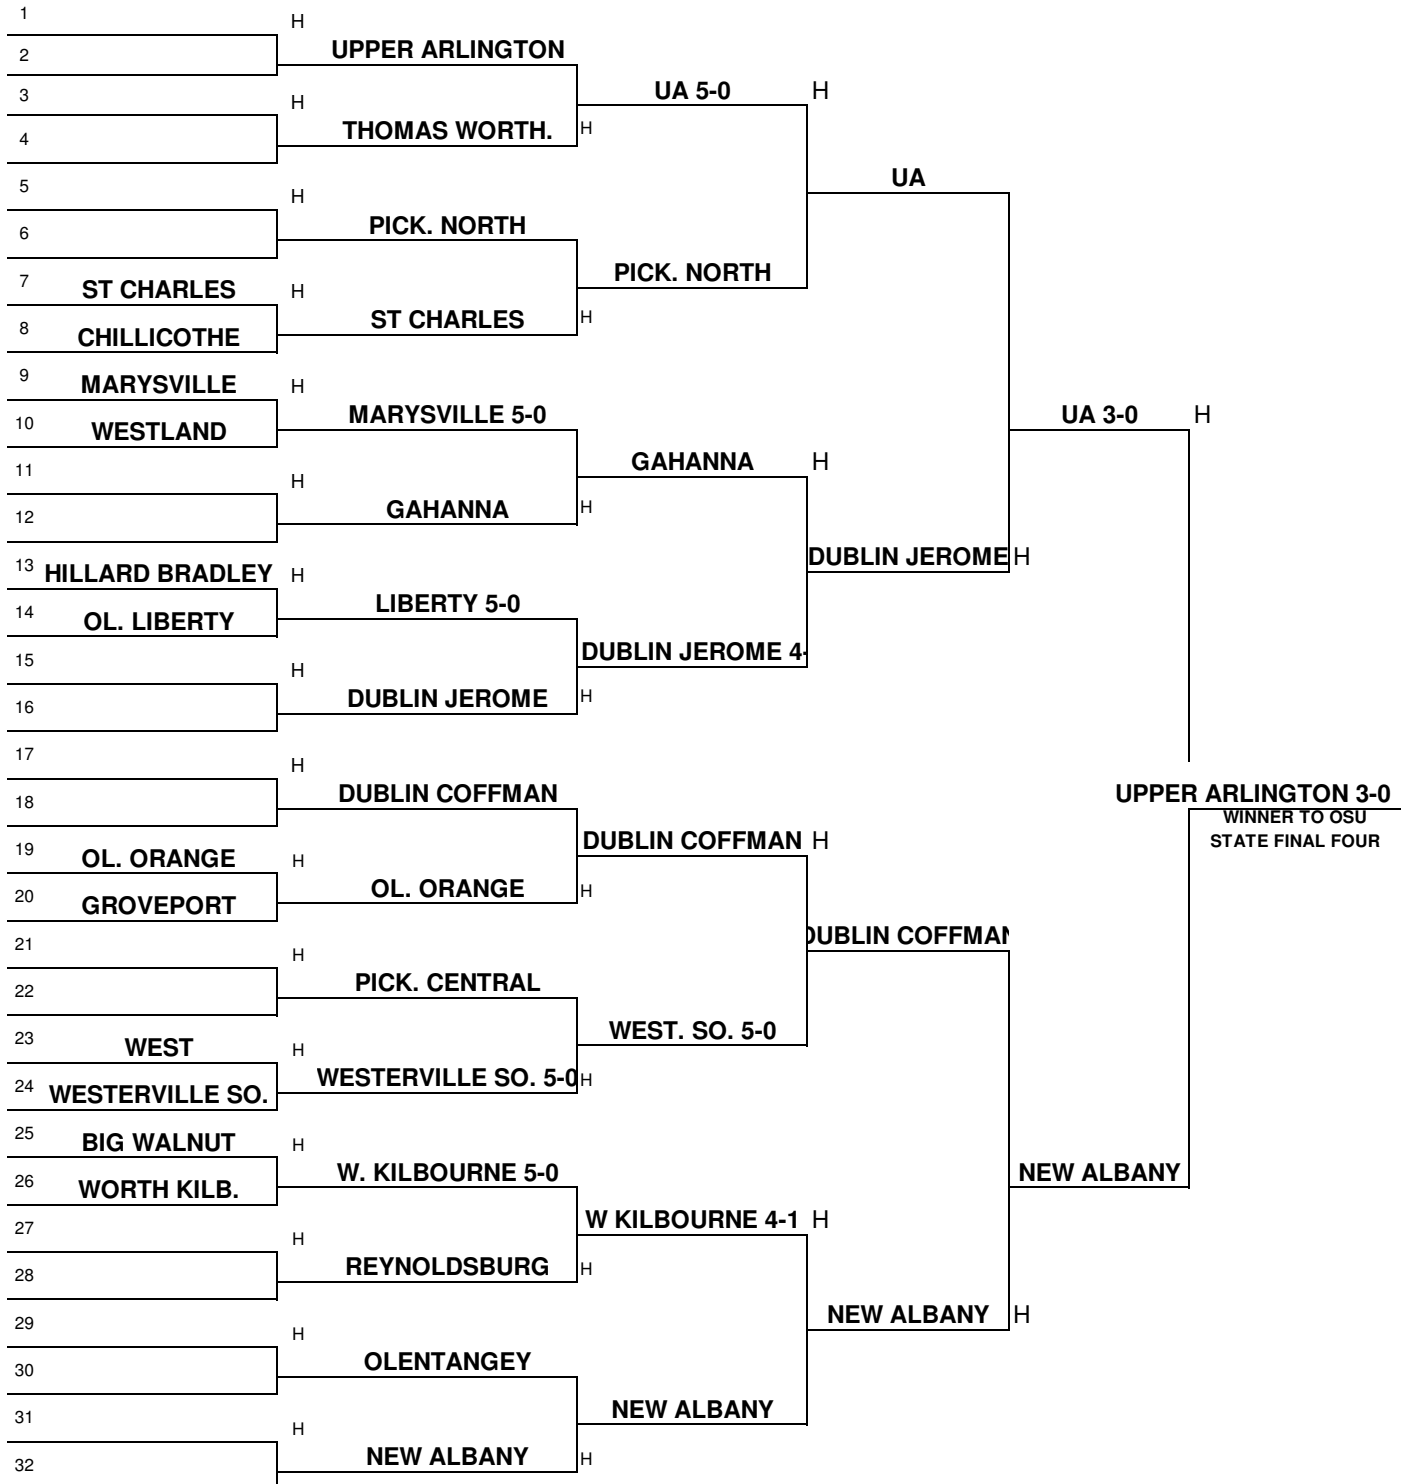 1
H
2
UPPER ARLINGTON
3
H
UA 5-0
H
4
THOMAS WORTH.
H
5
H
UA
6
PICK. NORTH
7
ST CHARLES
H
PICK. NORTH
8
CHILLICOTHE
ST CHARLES
H
9
MARYSVILLE
H
10
WESTLAND
MARYSVILLE 5-0
UA 3-0
H
11
H
GAHANNA
H
12
GAHANNA
H
13
HILLARD BRADLEY
H
DUBLIN JEROME
H
14
OL. LIBERTY
LIBERTY 5-0
15
H
DUBLIN JEROME 4-
16
DUBLIN JEROME
H
17
H
18
DUBLIN COFFMAN
UPPER ARLINGTON 3-0
WINNER TO OSU
STATE FINAL FOUR
19
OL. ORANGE
H
DUBLIN COFFMAN
H
20
GROVEPORT
OL. ORANGE
H
21
H
DUBLIN COFFMAN
22
PICK. CENTRAL
23
WEST
H
WEST. SO. 5-0
24
WESTERVILLE SO.
WESTERVILLE SO. 5-0
H
25
BIG WALNUT
H
26
WORTH KILB.
W. KILBOURNE 5-0
NEW ALBANY
27
H
W KILBOURNE 4-1
H
28
REYNOLDSBURG
H
29
H
NEW ALBANY
H
30
OLENTANGEY
31
H
NEW ALBANY
32
NEW ALBANY
H